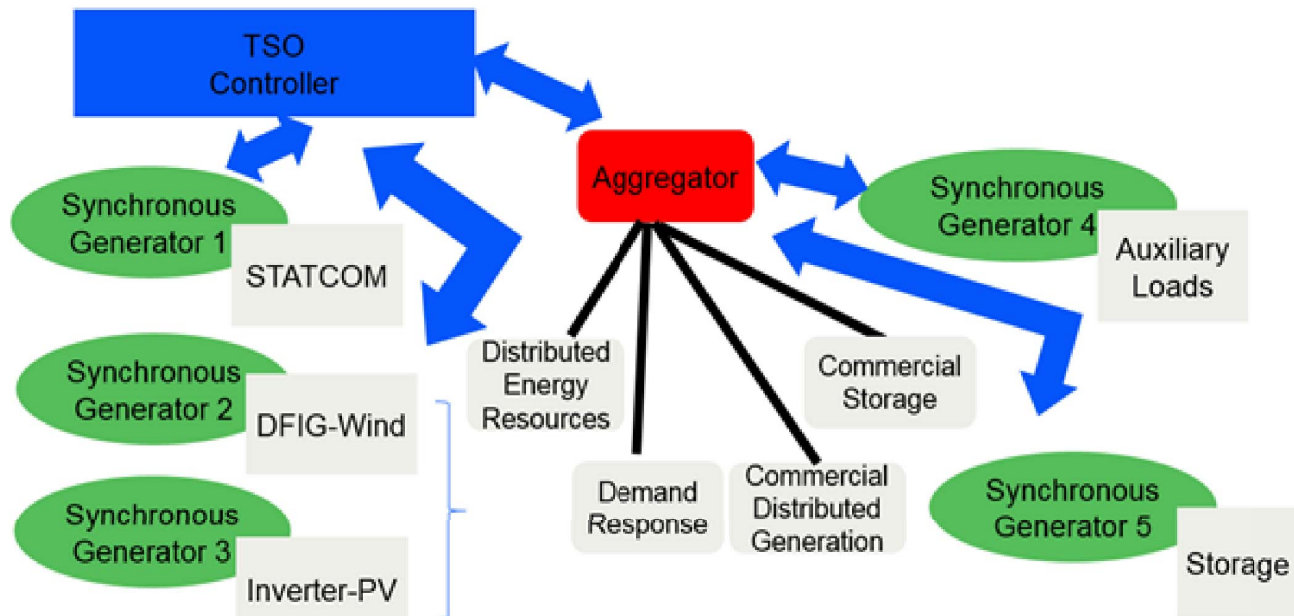 TSO
Controller
Aggregator
Synchronous
Generator 1
STATCOM
Synchronous
Generator 4
Auxiliary
Loads
Synchronous
Generator 2
DFIG-Wind
Distributed
Energy
Resources
Commercial
Storage
Synchronous
Generator 3
Inverter-PV
Demand
Response
Commercial
Distributed
Generation
Synchronous
Generator 5
Storage